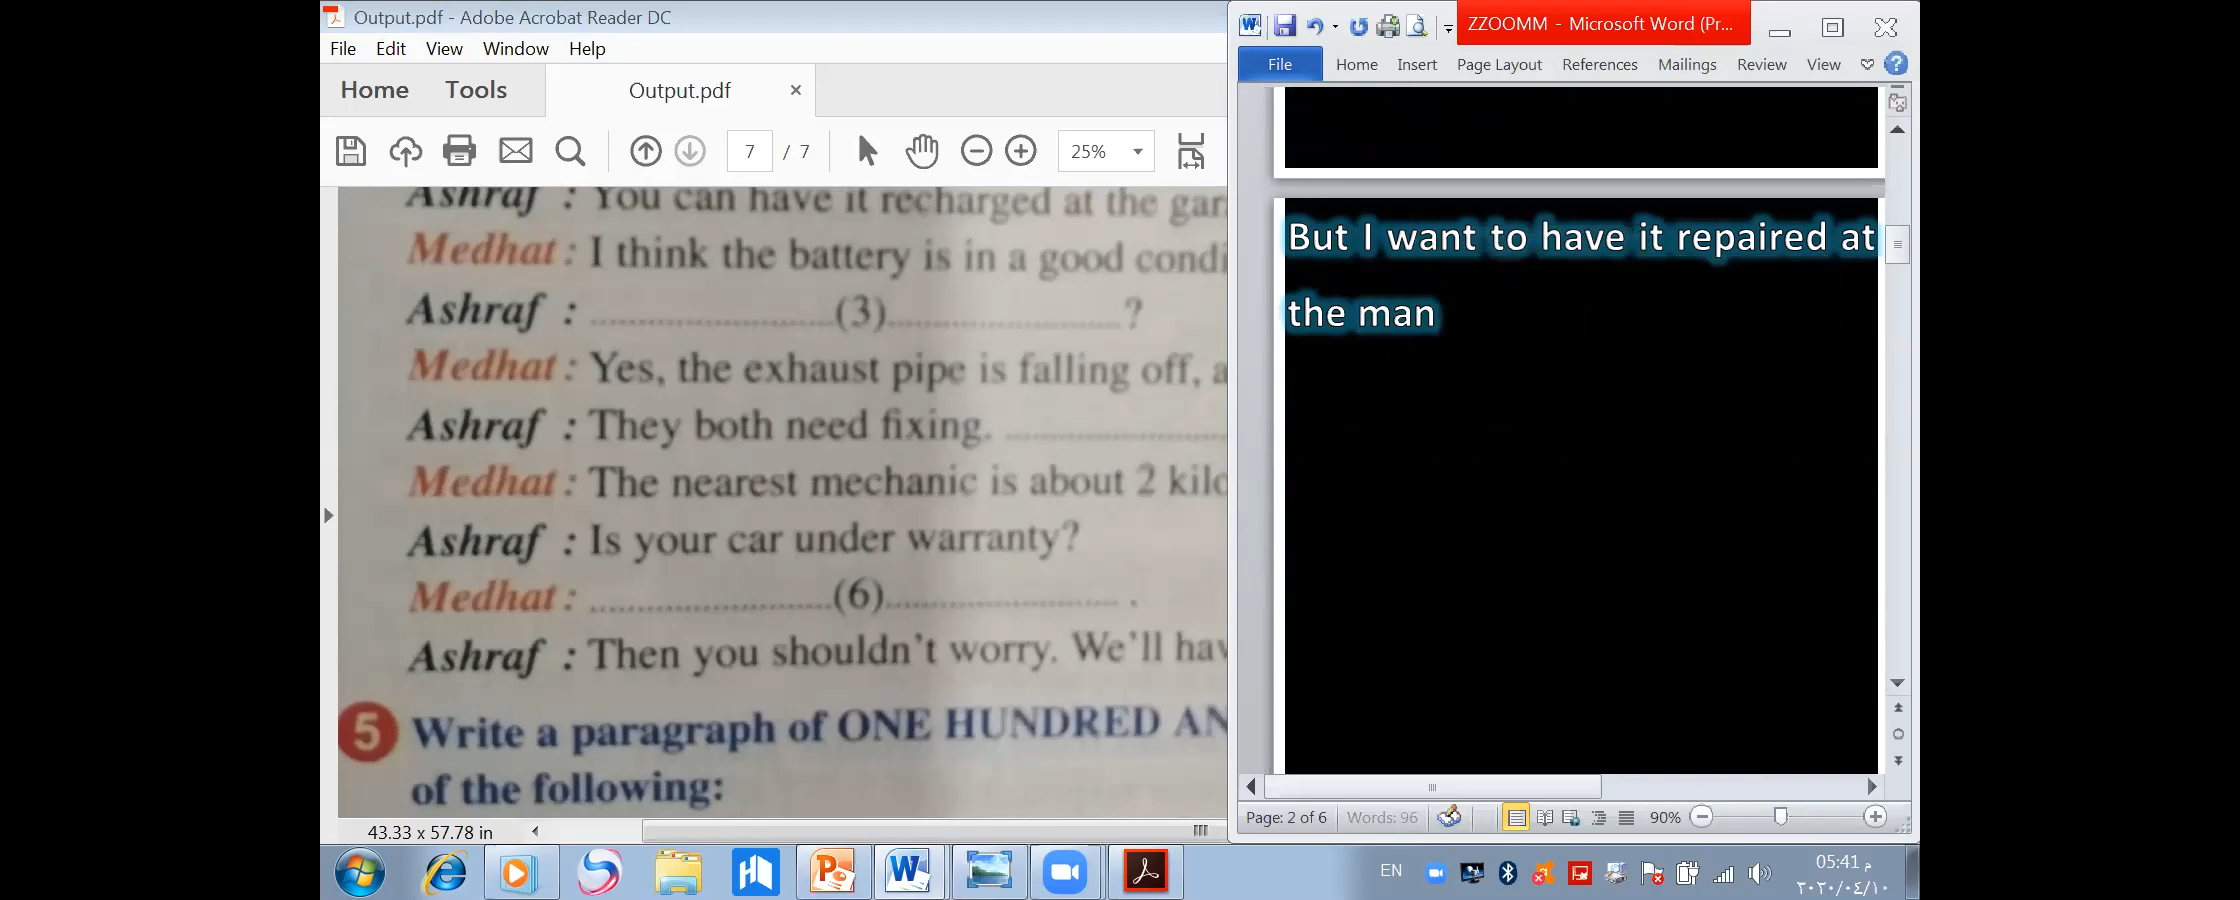 Output.pdf - Adobe Acrobat Reader DC
File Edit View Window Help
Home Tools Output.pdf
7 / 7 25%
Ashraf : You can have it recharged at the gar
Medhat : I think the battery is in a good condi
Ashraf : ......................(3)...................... ?
Medhat : Yes, the exhaust pipe is falling off, a
Ashraf : They both need fixing. ......................
Medhat : The nearest mechanic is about 2 kilo
Ashraf : Is your car under warranty?
Medhat : ......................(6)...................... .
Ashraf : Then you shouldn't worry. We'll hav
5 Write a paragraph of ONE HUNDRED AN
of the following:
43.33 x 57.78 in
ZZOOMM - Microsoft Word (Pr...
File Home Insert Page Layout References Mailings Review View
But I want to have it repaired at
the man
Page: 2 of 6 Words: 96 90%
EN
05:41 م
٢٠٢٠/٠٤/١٠